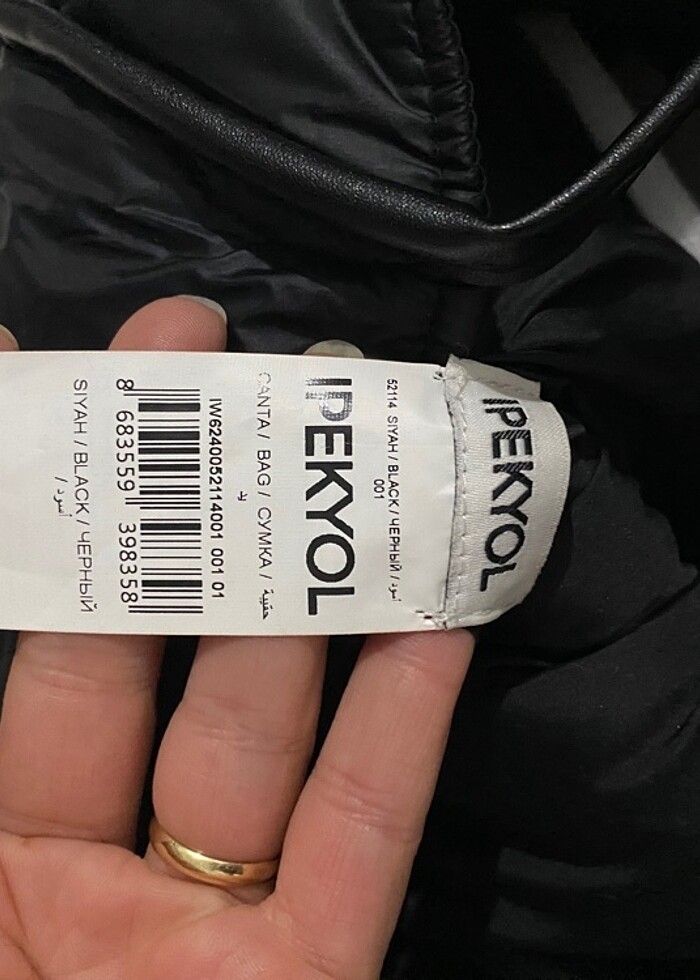 IPEKYOL
52114 SIYAH / BLACK / ЧЕРНЫЙ / أسود
001
IPEKYOL
ÇANTA / BAG / СУМКА / حقيبة
يد
IW6240052114001 001 01
8 683559 398358
SIYAH / BLACK / ЧЕРНЫЙ
/ أسود